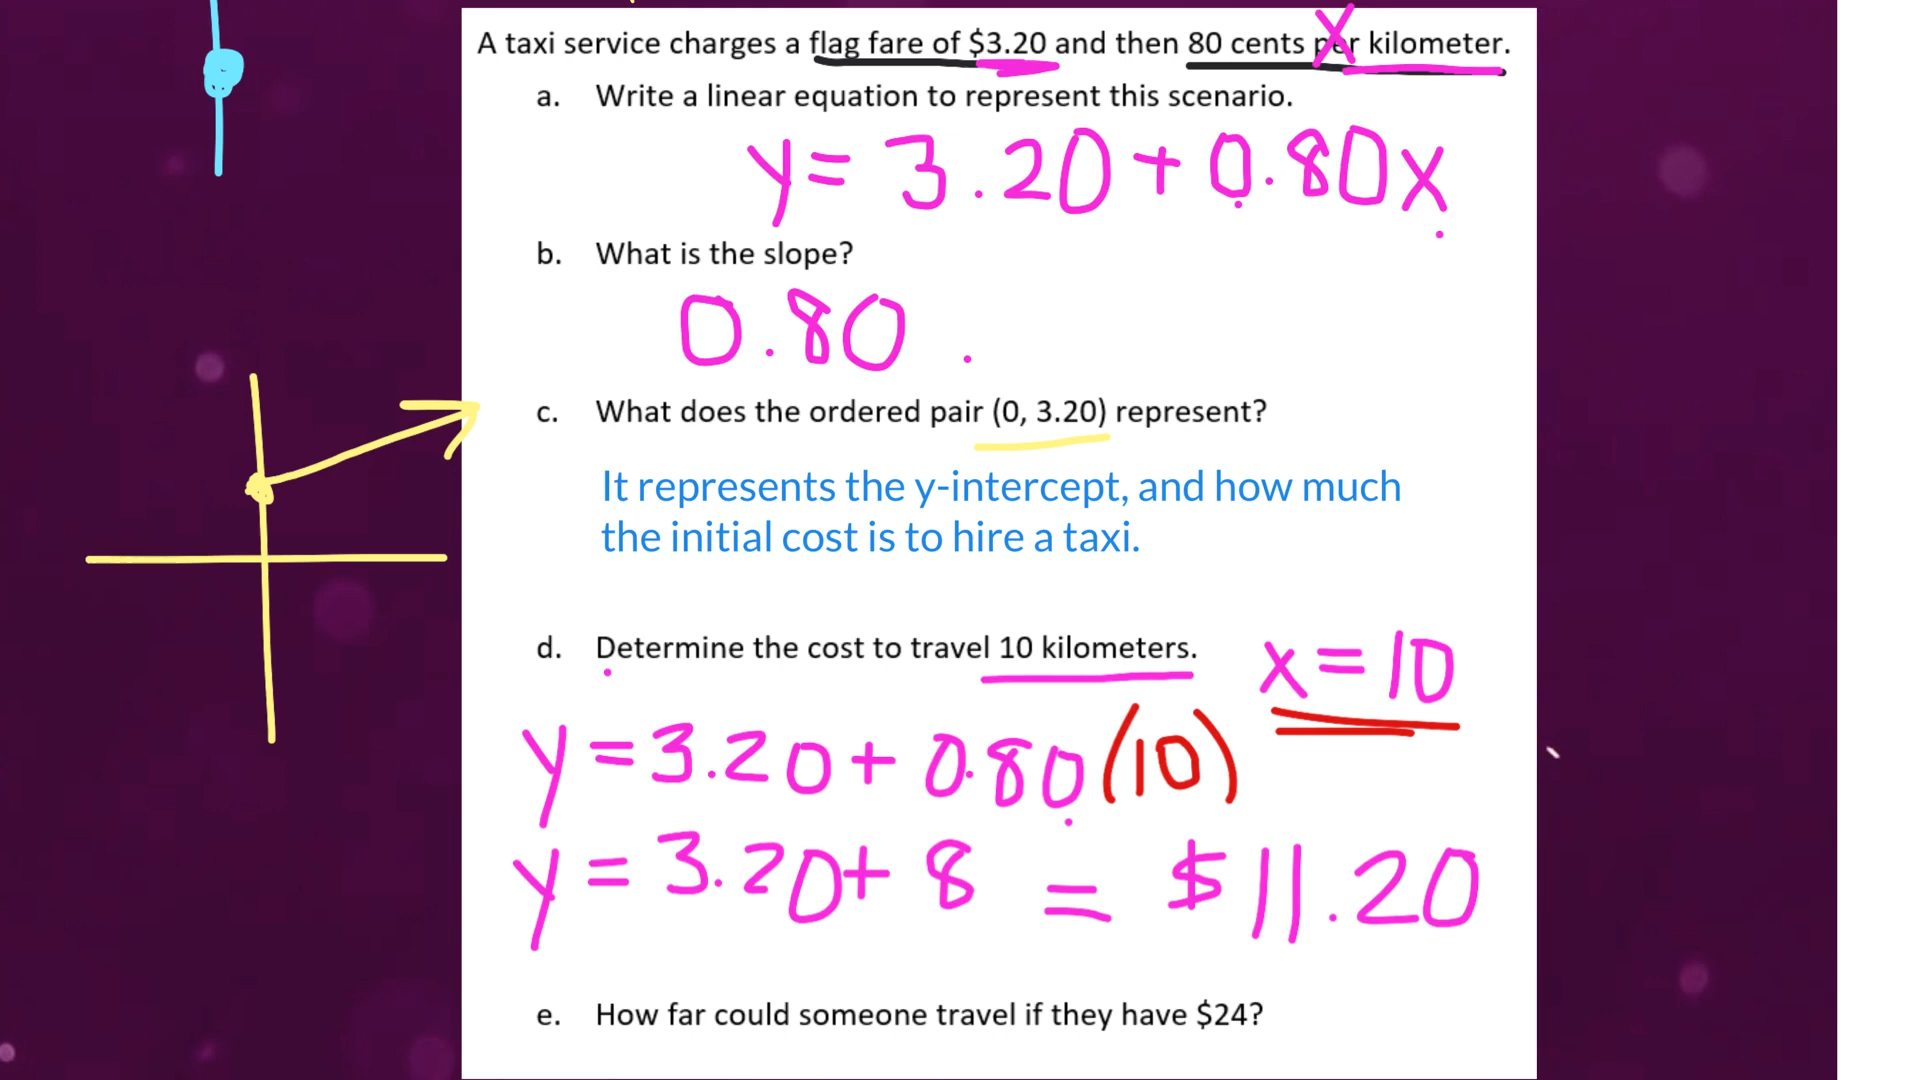 A taxi service charges a flag fare of $3.20 and then 80 cents per kilometer.
X
a. Write a linear equation to represent this scenario.
y = 3.20 + 0.80x
b. What is the slope?
0.80
c. What does the ordered pair (0, 3.20) represent?
It represents the y-intercept, and how much
the initial cost is to hire a taxi.
d. Determine the cost to travel 10 kilometers.
x = 10
y = 3.20 + 0.80 (10)
y = 3.20 + 8 = $11.20
e. How far could someone travel if they have $24?